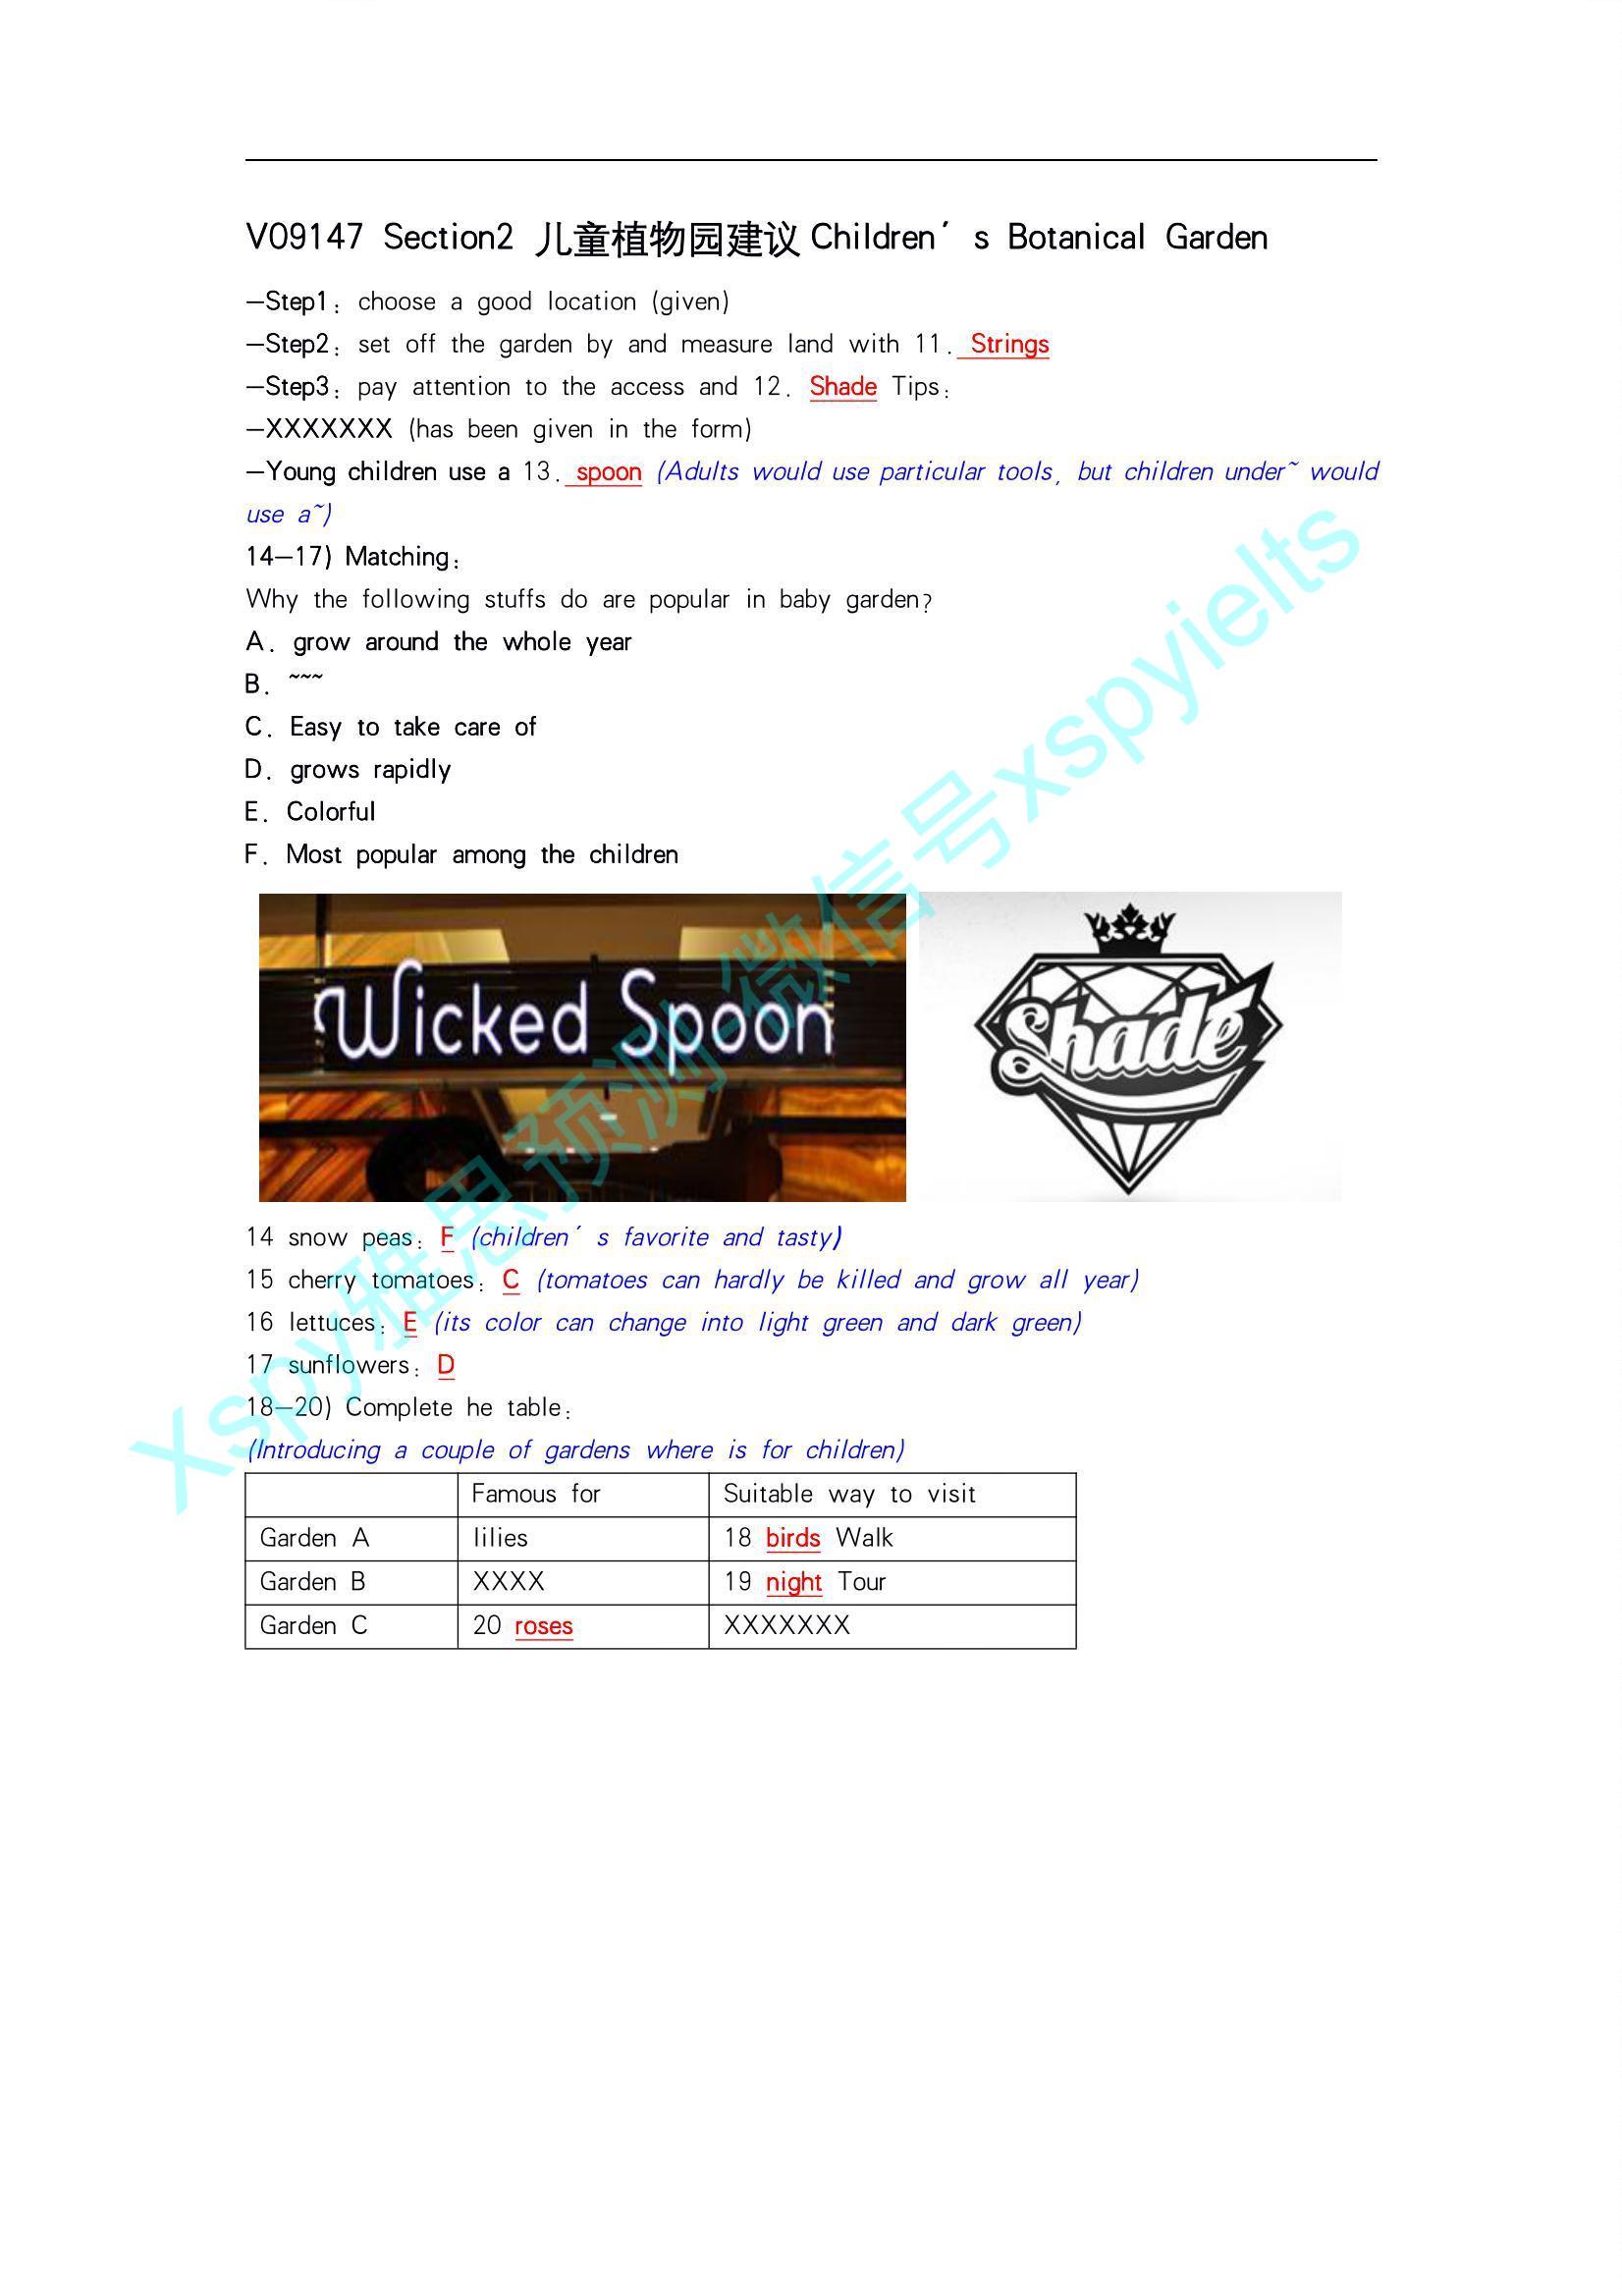 V09147 Section2 儿童植物园建议Children′ s Botanical Garden
—Step1: choose a good location (given)
—Step2: set off the garden by and measure land with 11. Strings
—Step3: pay attention to the access and 12. Shade Tips:
—XXXXXXX (has been given in the form)
—Young children use a 13. spoon (Adults would use particular tools, but children under~ would
use a~)
14—17) Matching:
Why the following stuffs do are popular in baby garden?
A. grow around the whole year
B. ~~~
C. Easy to take care of
D. grows rapidly
E. Colorful
F. Most popular among the children
Wicked Spoon
Shade
14 snow peas: F (children′ s favorite and tasty)
15 cherry tomatoes: C (tomatoes can hardly be killed and grow all year)
16 lettuces: E (its color can change into light green and dark green)
17 sunflowers: D
18—20) Complete he table:
(Introducing a couple of gardens where is for children)
Famous for Suitable way to visit
Garden A lilies 18 birds Walk
Garden B XXXX 19 night Tour
Garden C 20 roses XXXXXXX
Xspy雅思预测 微信号xspyielts